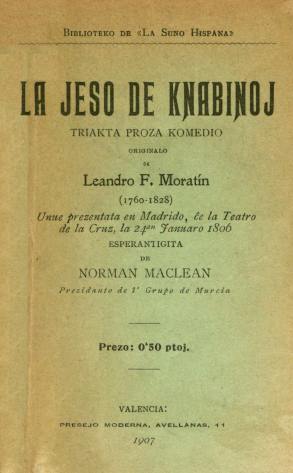 BIBLIOTEKO DE «LA SUNO HISPANA»
LA JESO DE KNABINOJ
TRIAKTA PROZA KOMEDIO
ORIGINALO
DE
Leandro F. Moratín
(1760-1828)
Unue prezentata en Madrido, ĉe la Teatro
de la Cruz, la 24an Januaro 1806
ESPERANTIGITA
DE
NORMAN MACLEAN
Prezidanto de l' Grupo de Murcia
Prezo: 0'50 ptoj.
VALENCIA:
PRESEJO MODERNA, AVELLANAS, 11
1907